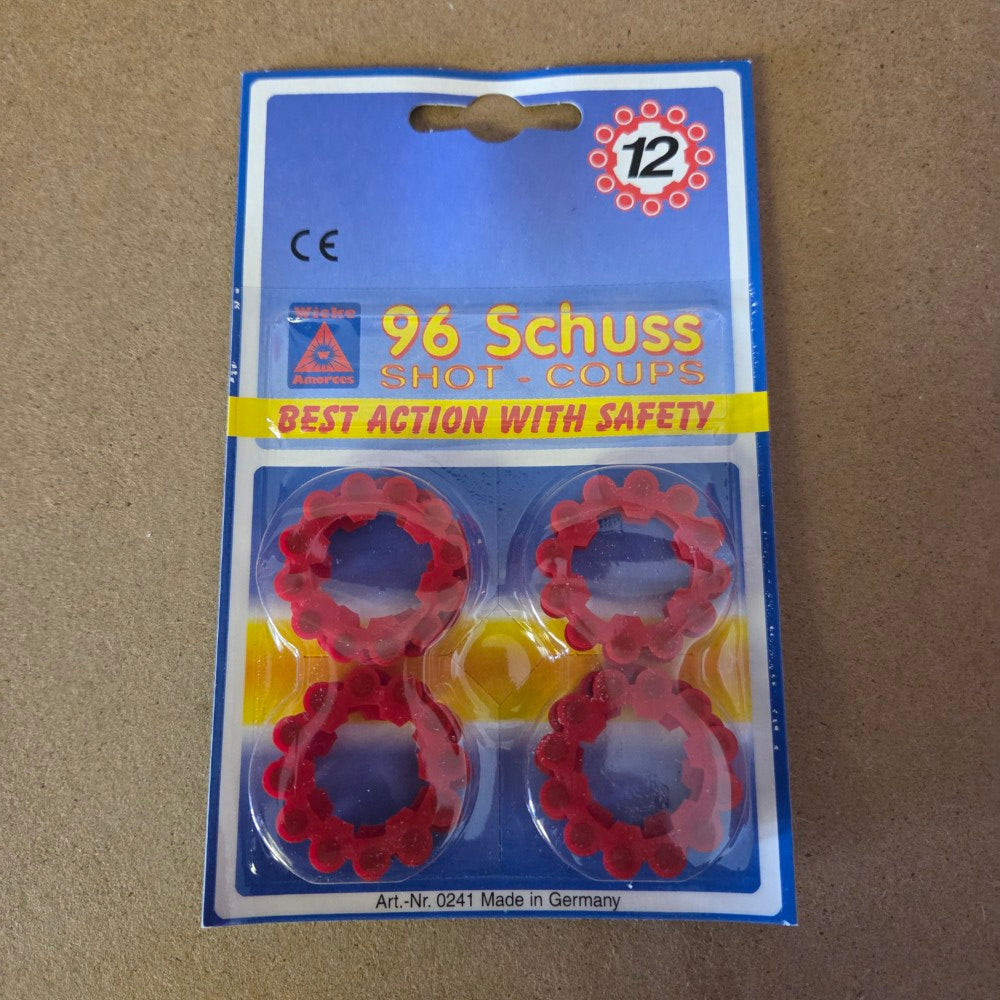 12
CE
Wicke
W
Amorces
96 Schuss
SHOT - COUPS
BEST ACTION WITH SAFETY
Art.-Nr. 0241 Made in Germany